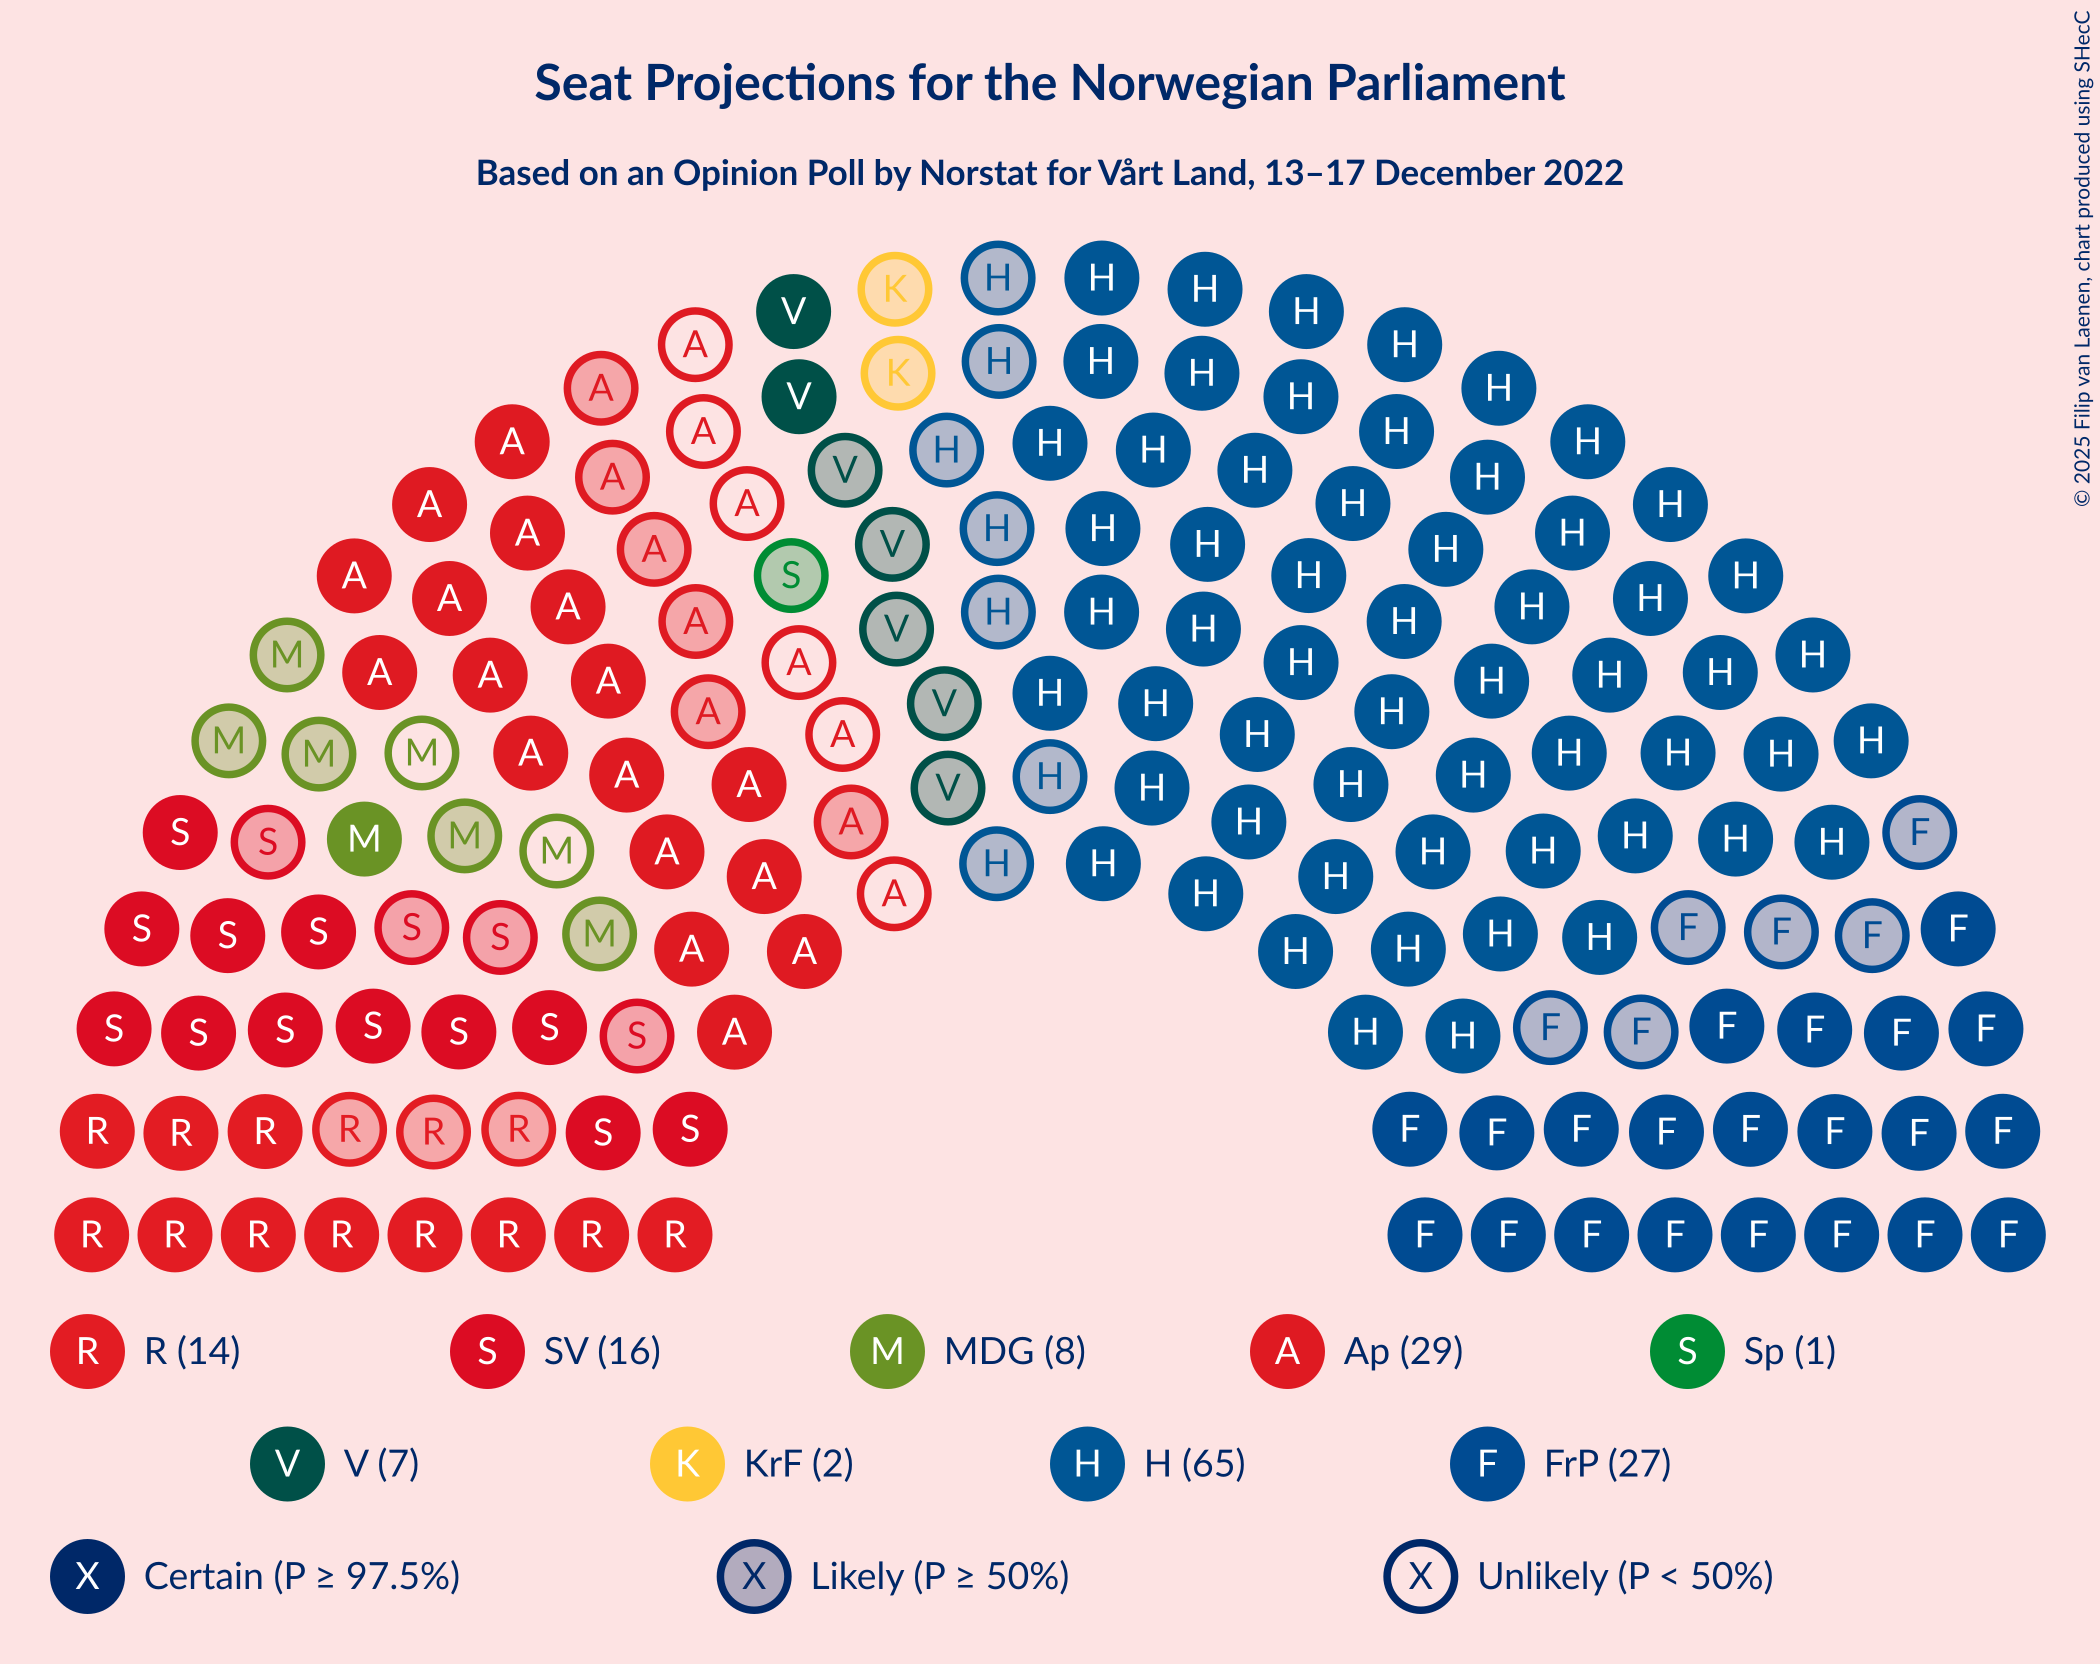 Seat Projections for the Norwegian Parliament
Based on an Opinion Poll by Norstat for Vårt Land, 13–17 December 2022
© 2025 Filip van Laenen, chart produced using SHecC
K H H H H
V H
A K H H H
A V H H H
A H H H H
A A V H H H
A A A H H H
A A S V H H H H H
A A A V H H H H H
M A A A A A H H H H H H
M M M A A A A V H H H H H H H H
S S M M M A A A V H H H H H H H H F
S S S S S M A A A H H H H H H H F F F F
S S S S S S S A H H F F F F F F
R R R R R R S S F F F F F F F F
R R R R R R R R F F F F F F F F
R R (14) S SV (16) M MDG (8) A Ap (29) S Sp (1)
V V (7) K KrF (2) H H (65) F FrP (27)
X Certain (P ≥ 97.5%) X Likely (P ≥ 50%) X Unlikely (P < 50%)